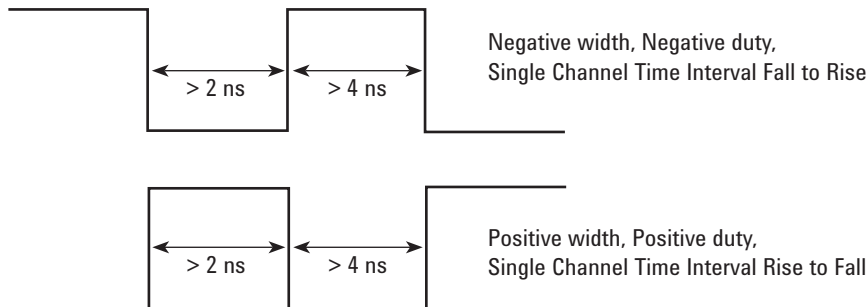 Negative width, Negative duty,
Single Channel Time Interval Fall to Rise
> 2 ns
> 4 ns
Positive width, Positive duty,
Single Channel Time Interval Rise to Fall
> 2 ns
> 4 ns